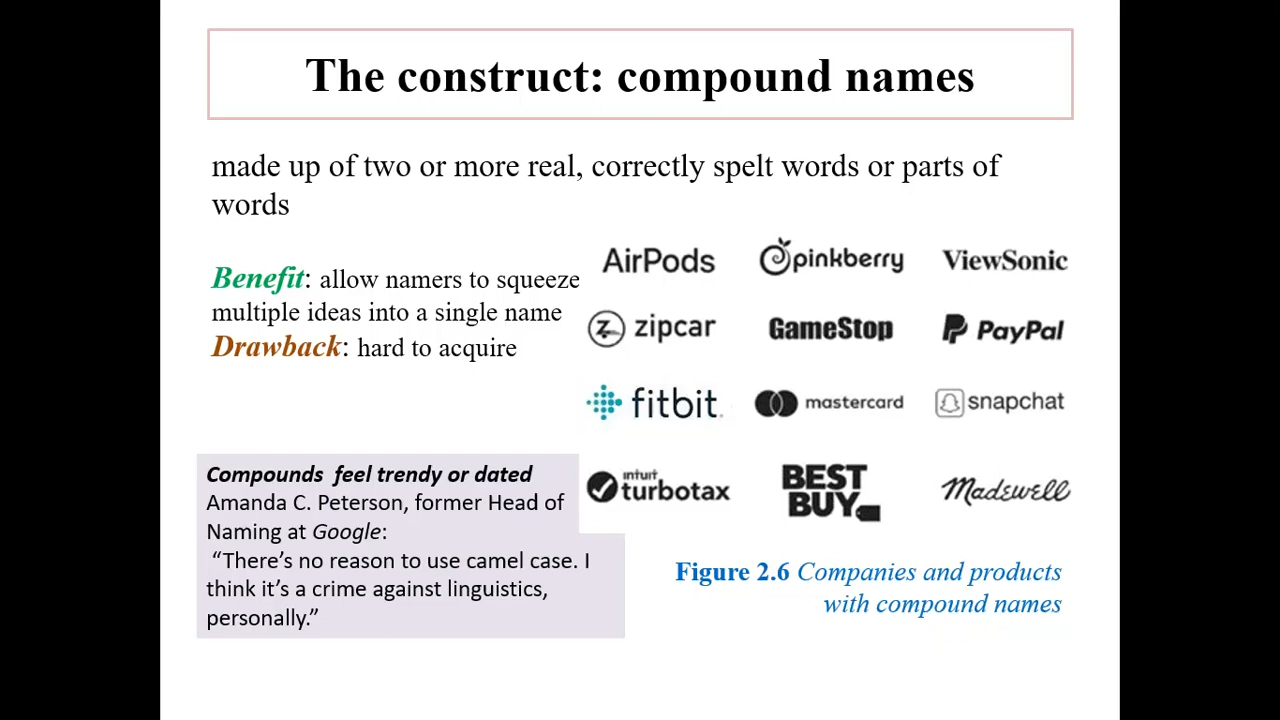 The construct: compound names
made up of two or more real, correctly spelt words or parts of
words
Benefit: allow namers to squeeze
multiple ideas into a single name
Drawback: hard to acquire
AirPods pinkberry ViewSonic
zipcar GameStop PayPal
fitbit. mastercard snapchat
intuit
turbotax
BEST
BUY
Madewell
Compounds feel trendy or dated
Amanda C. Peterson, former Head of
Naming at Google:
“There’s no reason to use camel case. I
think it’s a crime against linguistics,
personally.”
Figure 2.6 Companies and products
with compound names